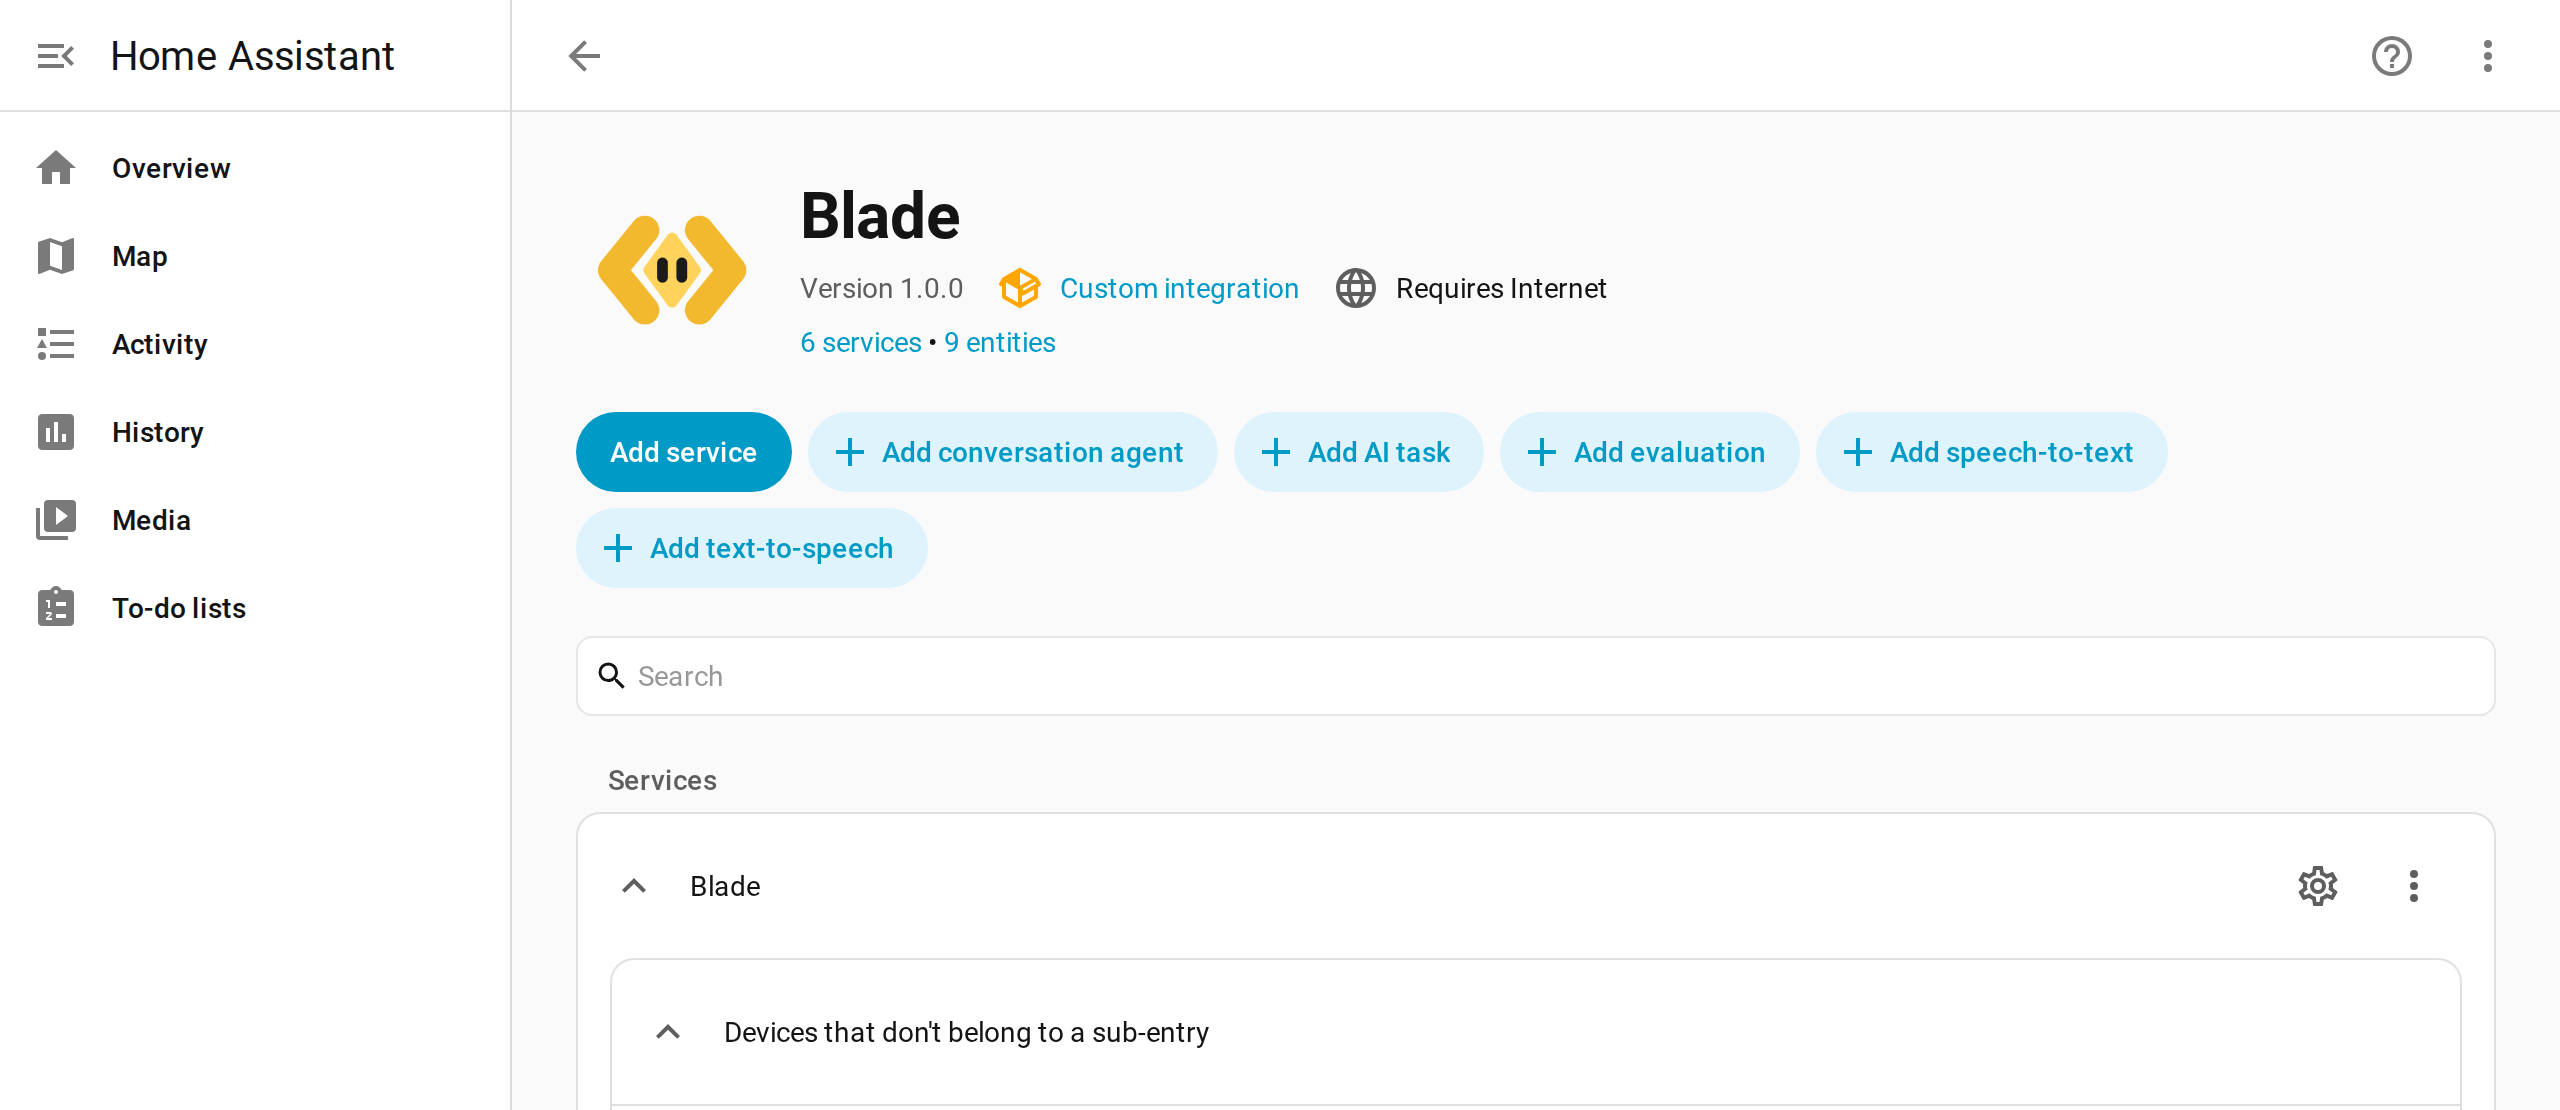 Home Assistant
Overview
Map
Activity
History
Media
To-do lists
Blade
Version 1.0.0 Custom integration Requires Internet
6 services • 9 entities
Add service Add conversation agent Add AI task Add evaluation Add speech-to-text
Add text-to-speech
Search
Services
Blade
Devices that don't belong to a sub-entry